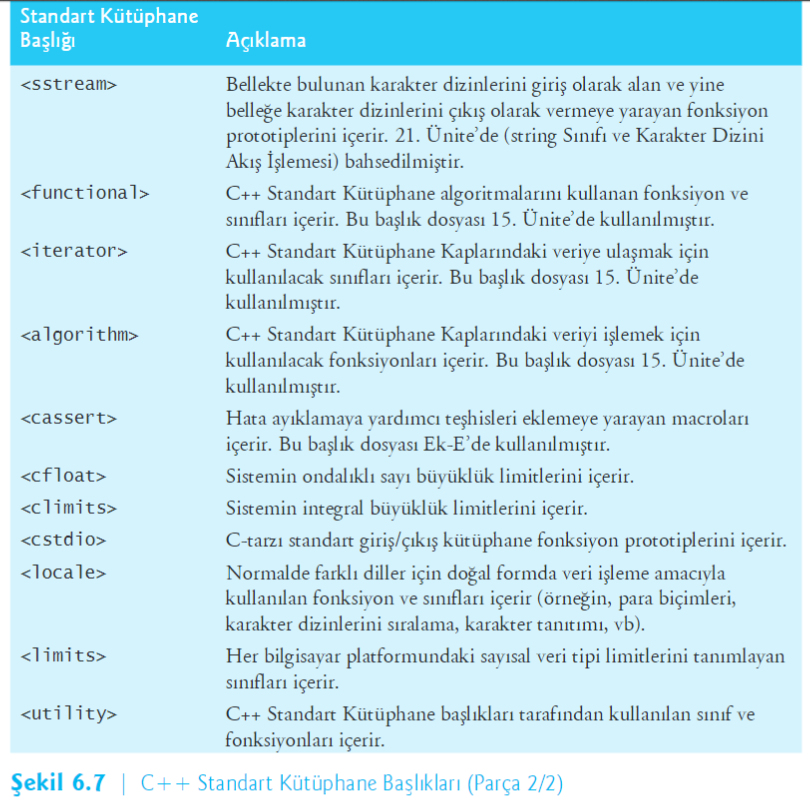 Standart Kütüphane
Başlığı Açıklama
<sstream> Bellekte bulunan karakter dizinlerini giriş olarak alan ve yine
belleğe karakter dizinlerini çıkış olarak vermeye yarayan fonksiyon
prototiplerini içerir. 21. Ünite’de (string Sınıfı ve Karakter Dizini
Akış İşlemesi) bahsedilmiştir.
<functional> C++ Standart Kütüphane algoritmalarını kullanan fonksiyon ve
sınıfları içerir. Bu başlık dosyası 15. Ünite’de kullanılmıştır.
<iterator> C++ Standart Kütüphane Kaplarındaki veriye ulaşmak için
kullanılacak sınıfları içerir. Bu başlık dosyası 15. Ünite’de
kullanılmıştır.
<algorithm> C++ Standart Kütüphane Kaplarındaki veriyi işlemek için
kullanılacak fonksiyonları içerir. Bu başlık dosyası 15. Ünite’de
kullanılmıştır.
<cassert> Hata ayıklamaya yardımcı teşhisleri eklemeye yarayan macroları
içerir. Bu başlık dosyası Ek-E’de kullanılmıştır.
<cfloat> Sistemin ondalıklı sayı büyüklük limitlerini içerir.
<climits> Sistemin integral büyüklük limitlerini içerir.
<cstdio> C-tarzı standart giriş/çıkış kütüphane fonksiyon prototiplerini içerir.
<locale> Normalde farklı diller için doğal formda veri işleme amacıyla
kullanılan fonksiyon ve sınıfları içerir (örneğin, para biçimleri,
karakter dizinlerini sıralama, karakter tanıtımı, vb).
<limits> Her bilgisayar platformundaki sayısal veri tipi limitlerini tanımlayan
sınıfları içerir.
<utility> C++ Standart Kütüphane başlıkları tarafından kullanılan sınıf ve
fonksiyonları içerir.
Şekil 6.7 | C++ Standart Kütüphane Başlıkları (Parça 2/2)